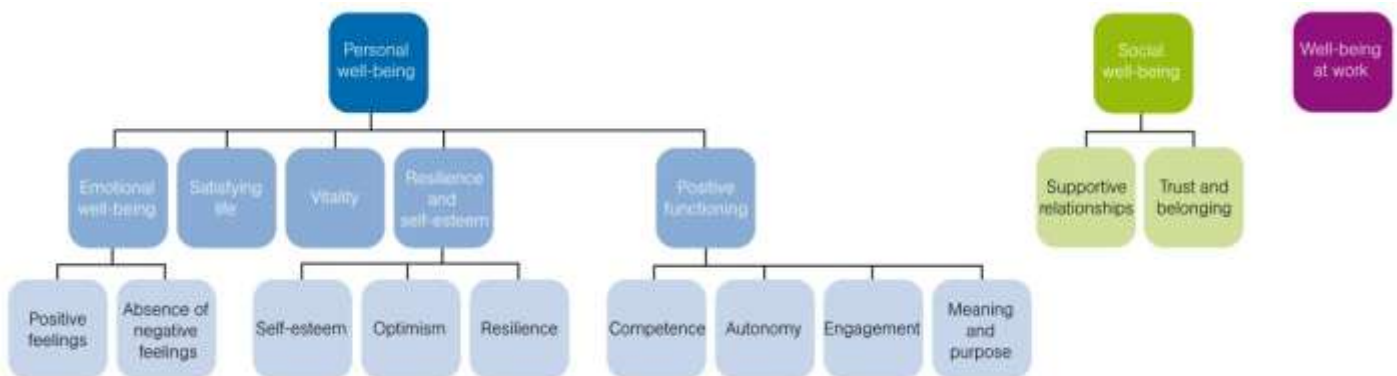 Personal
well-being
Social
well-being
Well-being
at work
Emotional
well-being
Satisfying
life
Vitality
Resilience
and
self-esteem
Positive
functioning
Supportive
relationships
Trust and
belonging
Positive
feelings
Absence of
negative
feelings
Self-esteem
Optimism
Resilience
Competence
Autonomy
Engagement
Meaning
and
purpose